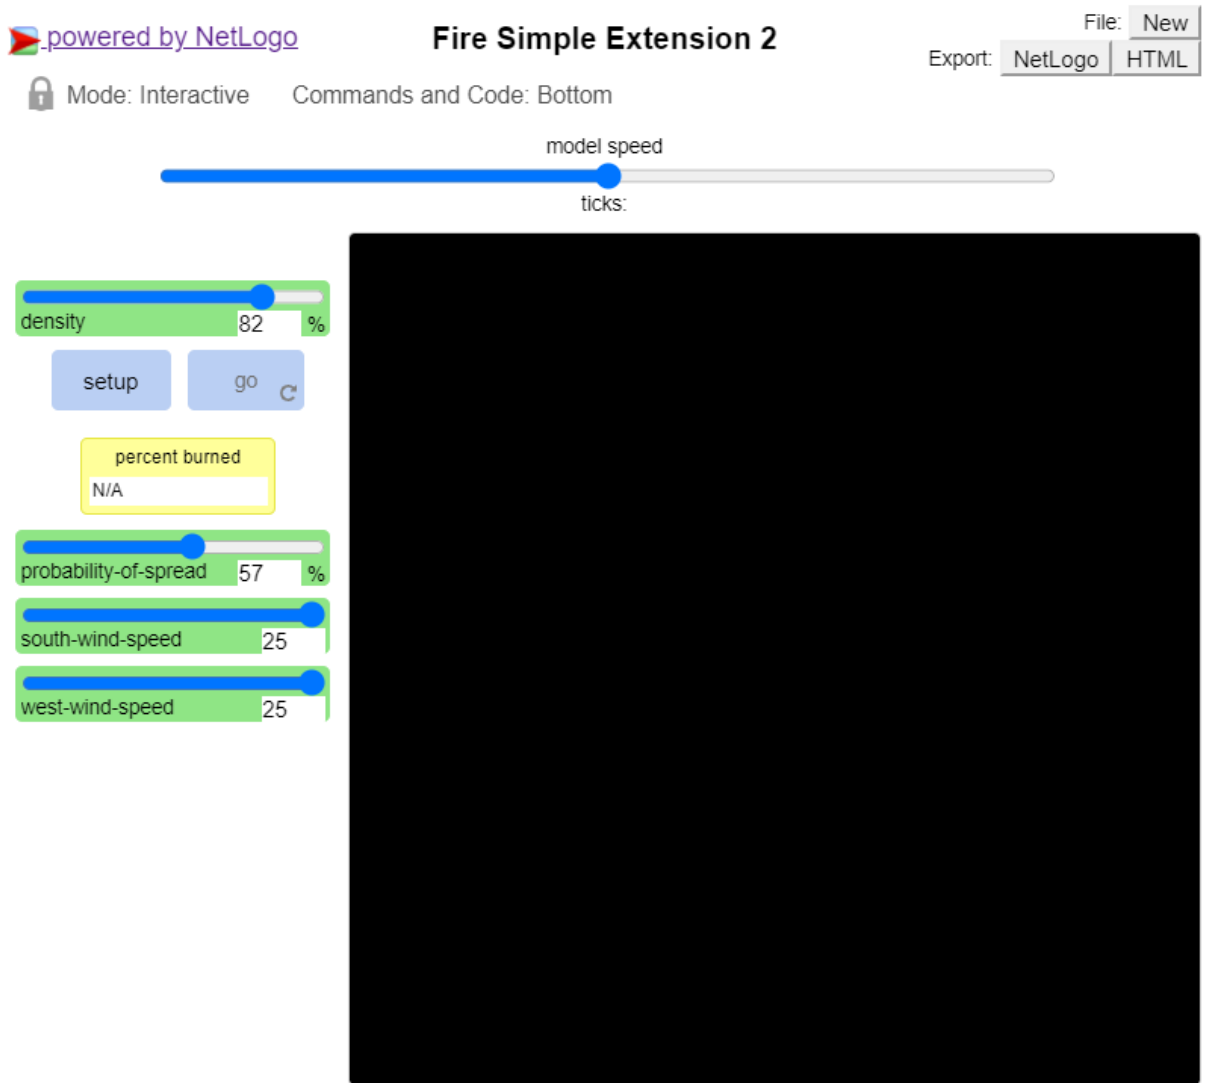 powered by NetLogo
Fire Simple Extension 2
File: New
Export: NetLogo HTML
Mode: Interactive
Commands and Code: Bottom
model speed
ticks:
density 82 %
setup
go
percent burned
N/A
probability-of-spread 57 %
south-wind-speed 25
west-wind-speed 25